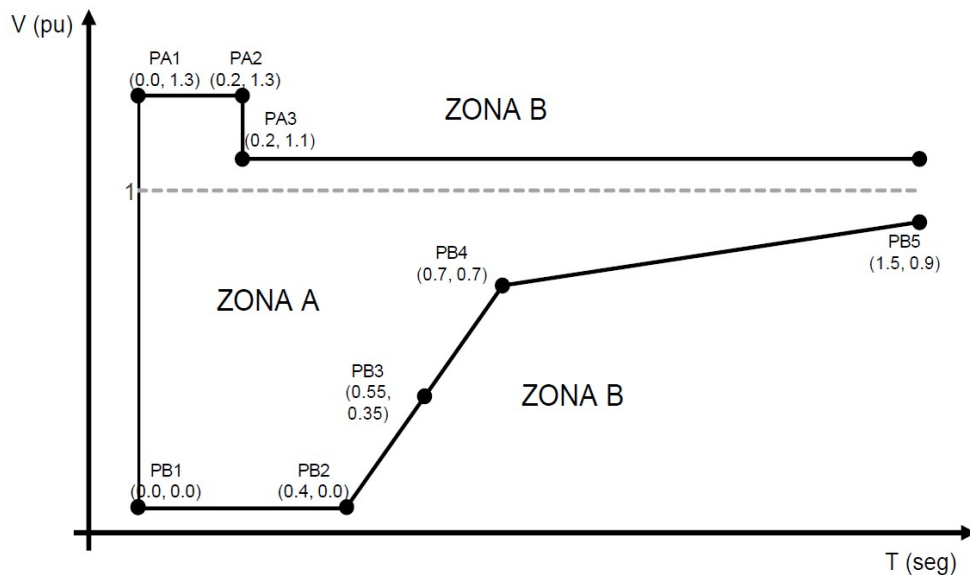 V (pu)
PA1
(0.0, 1.3)
PA2
(0.2, 1.3)
PA3
(0.2, 1.1)
ZONA B
1
PB5
(1.5, 0.9)
PB4
(0.7, 0.7)
ZONA A
PB3
(0.55,
0.35)
ZONA B
PB1
(0.0, 0.0)
PB2
(0.4, 0.0)
T (seg)